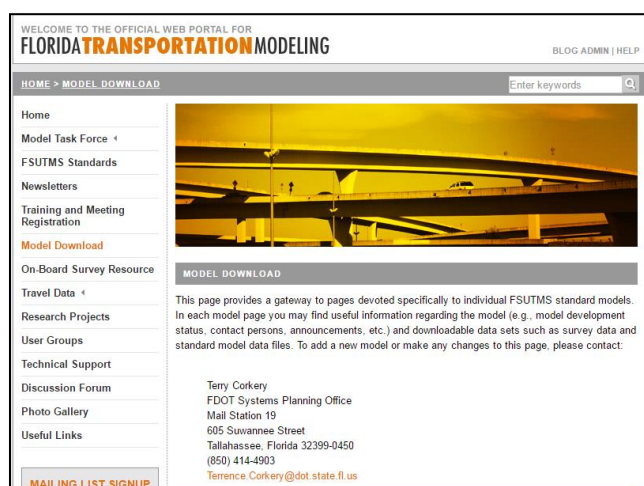 WELCOME TO THE OFFICIAL WEB PORTAL FOR
FLORIDATRANSPORTATIONMODELING
BLOG ADMIN | HELP
HOME > MODEL DOWNLOAD
Enter keywords
Home
Model Task Force
FSUTMS Standards
Newsletters
Training and Meeting
Registration
Model Download
On-Board Survey Resource
Travel Data
Research Projects
User Groups
Technical Support
Discussion Forum
Photo Gallery
Useful Links
MAILING LIST SIGNUP
MODEL DOWNLOAD
This page provides a gateway to pages devoted specifically to individual FSUTMS standard models.
In each model page you may find useful information regarding the model (e.g., model development
status, contact persons, announcements, etc.) and downloadable data sets such as survey data and
standard model data files. To add a new model or make any changes to this page, please contact:
Terry Corkery
FDOT Systems Planning Office
Mail Station 19
605 Suwannee Street
Tallahassee, Florida 32399-0450
(850) 414-4903
Terrence.Corkery@dot.state.fl.us